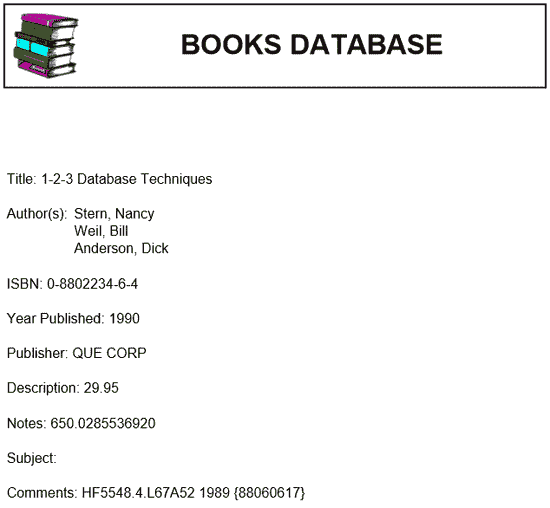 BOOKS DATABASE
Title: 1-2-3 Database Techniques
Author(s): Stern, Nancy
Weil, Bill
Anderson, Dick
ISBN: 0-8802234-6-4
Year Published: 1990
Publisher: QUE CORP
Description: 29.95
Notes: 650.0285536920
Subject:
Comments: HF5548.4.L67A52 1989 {88060617}